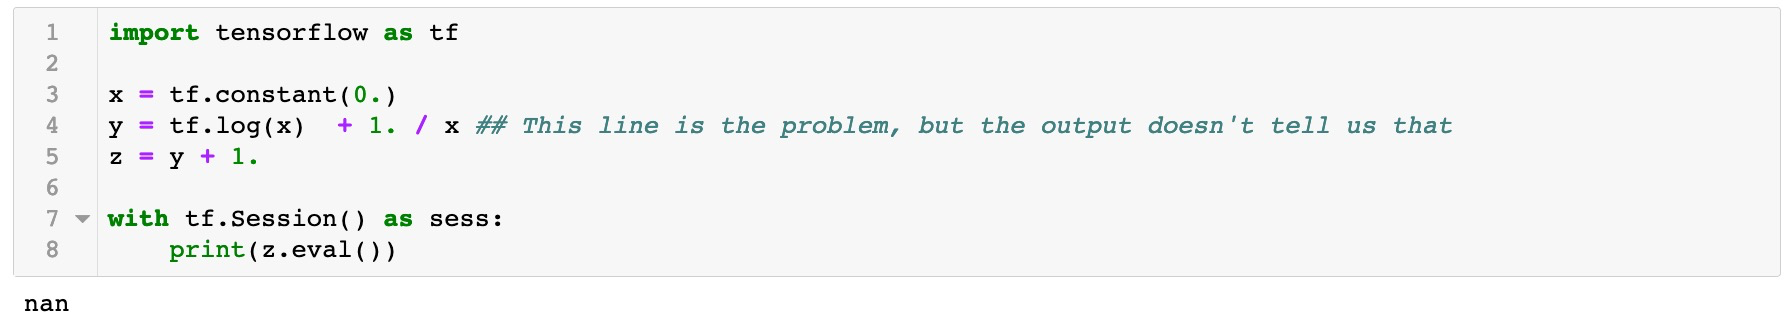 1 import tensorflow as tf
2
3 x = tf.constant(0.)
4 y = tf.log(x)  + 1. / x ## This line is the problem, but the output doesn't tell us that
5 z = y + 1.
6
7 with tf.Session() as sess:
8     print(z.eval())
nan